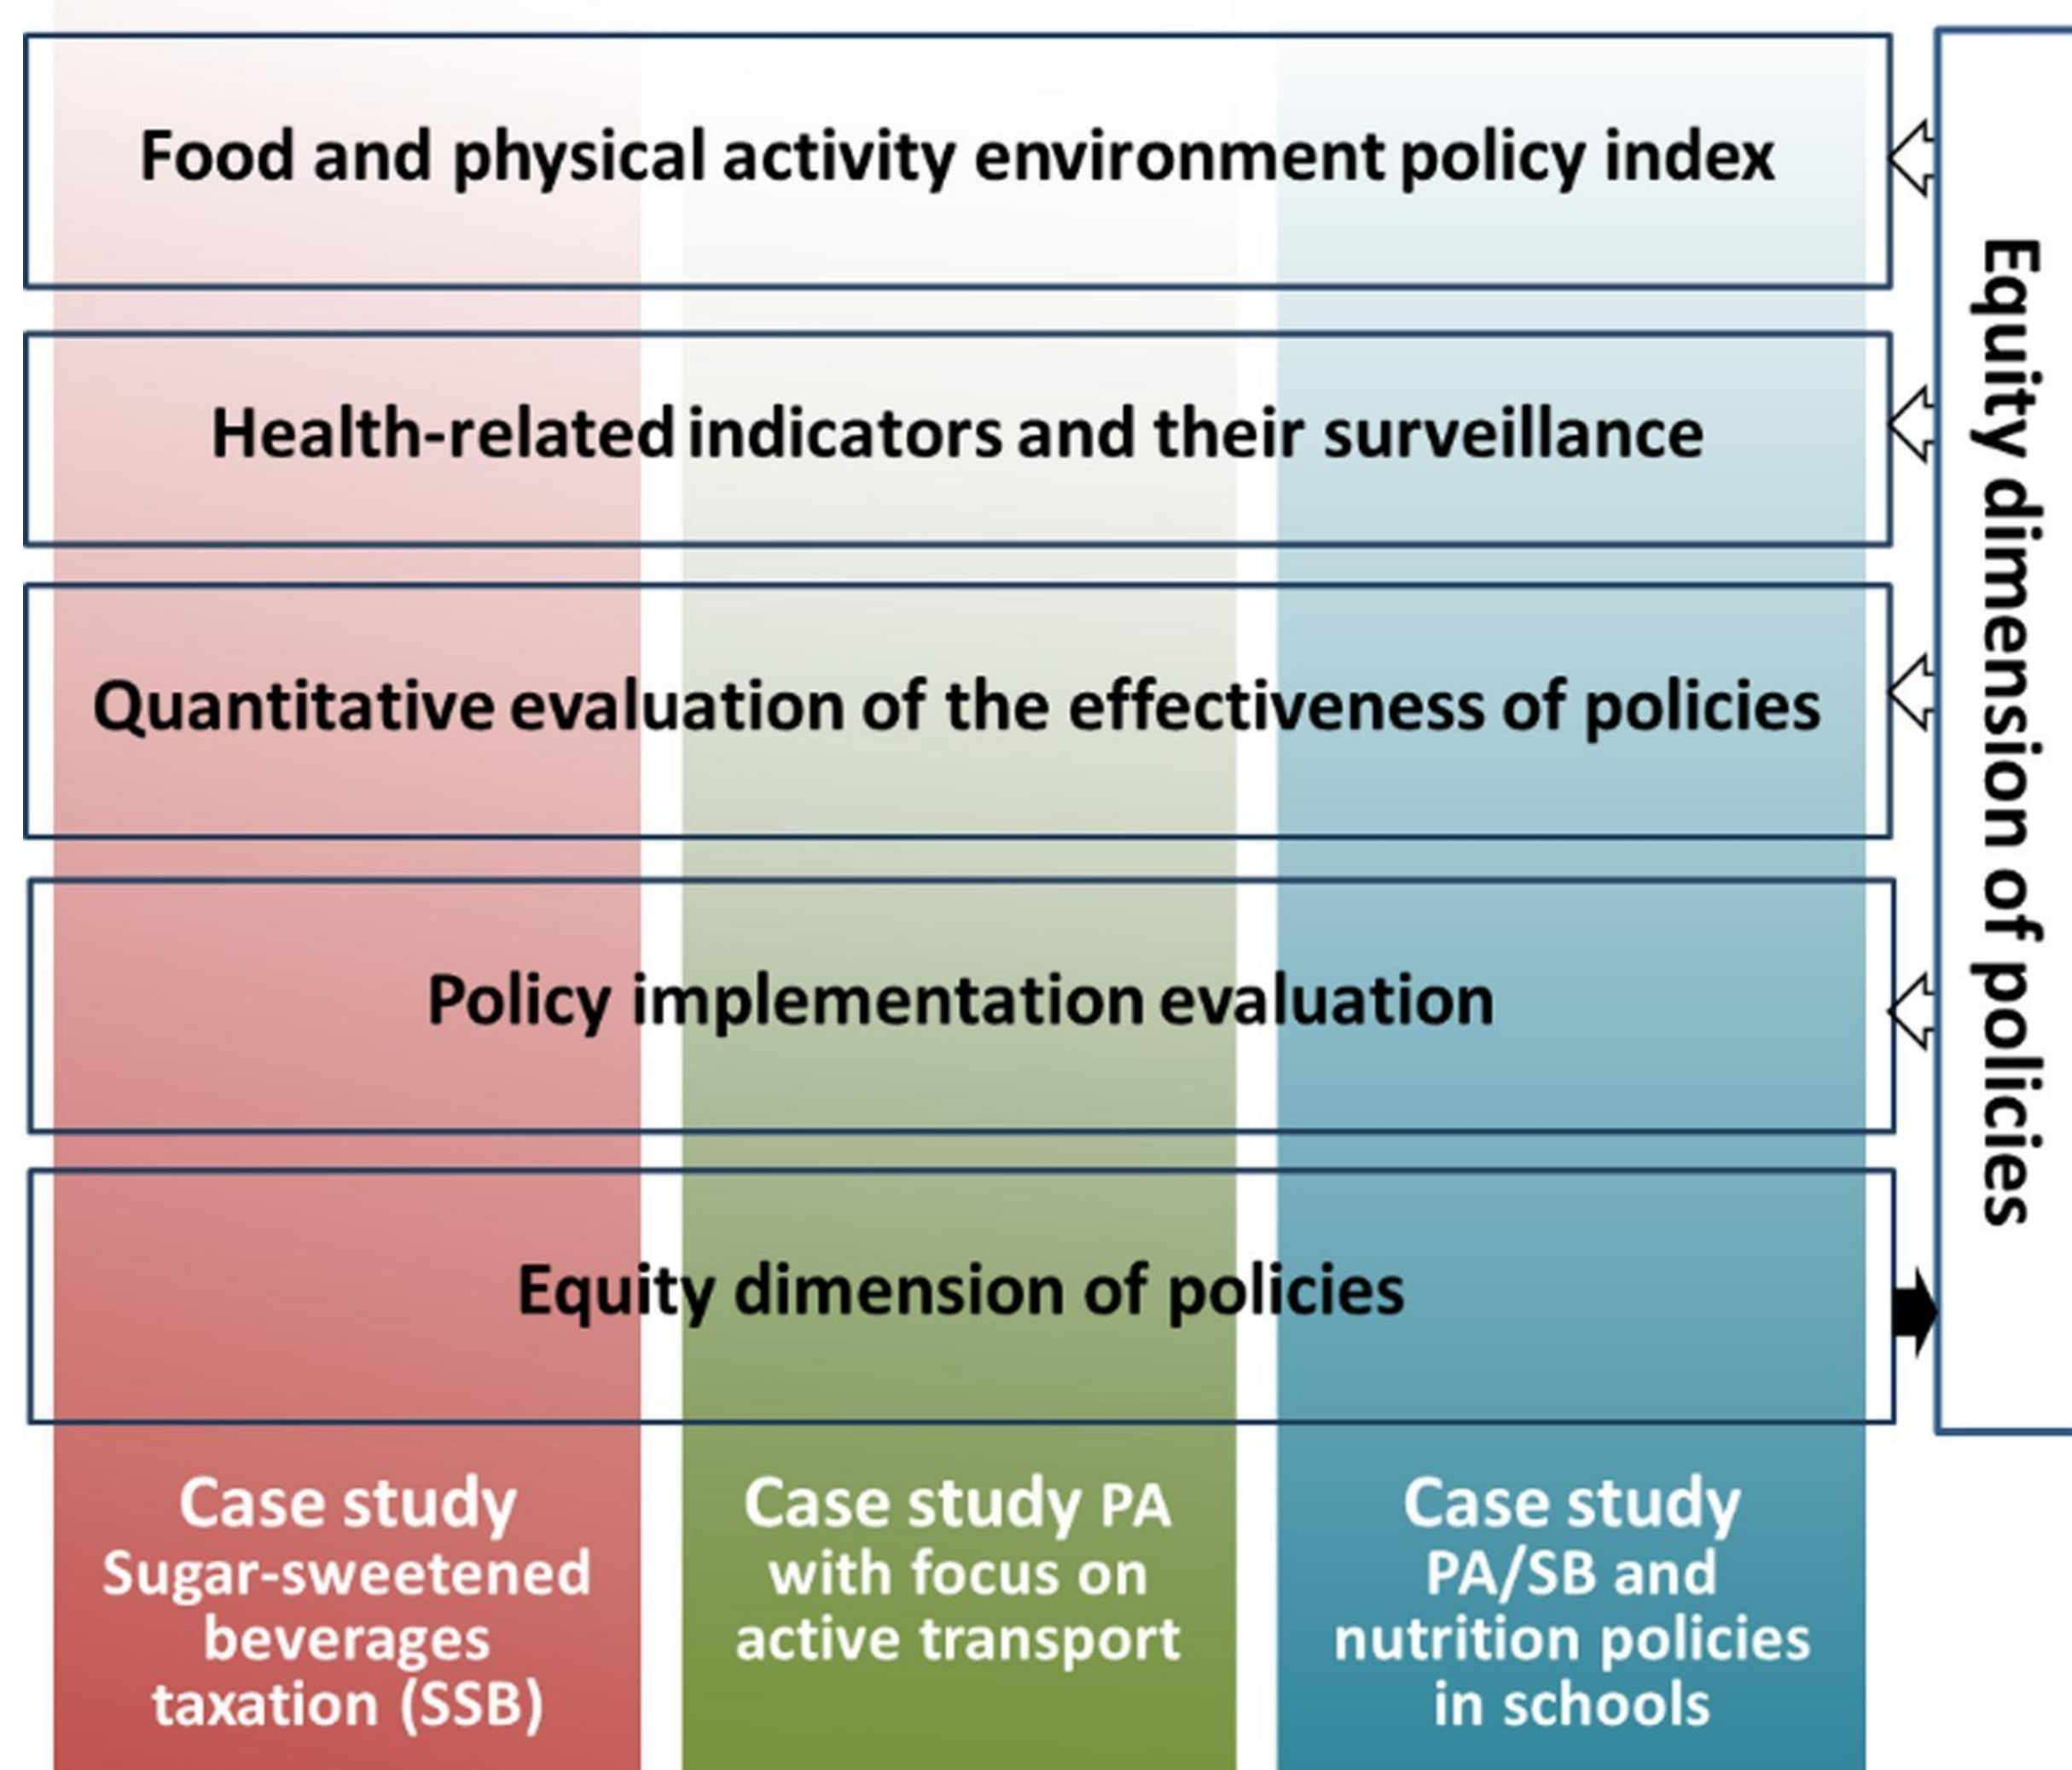 Food and physical activity environment policy index
Health-related indicators and their surveillance
Quantitative evaluation of the effectiveness of policies
Policy implementation evaluation
Equity dimension of policies
Equity dimension of policies
Case study
Sugar-sweetened
beverages
taxation (SSB)
Case study PA
with focus on
active transport
Case study
PA/SB and
nutrition policies
in schools